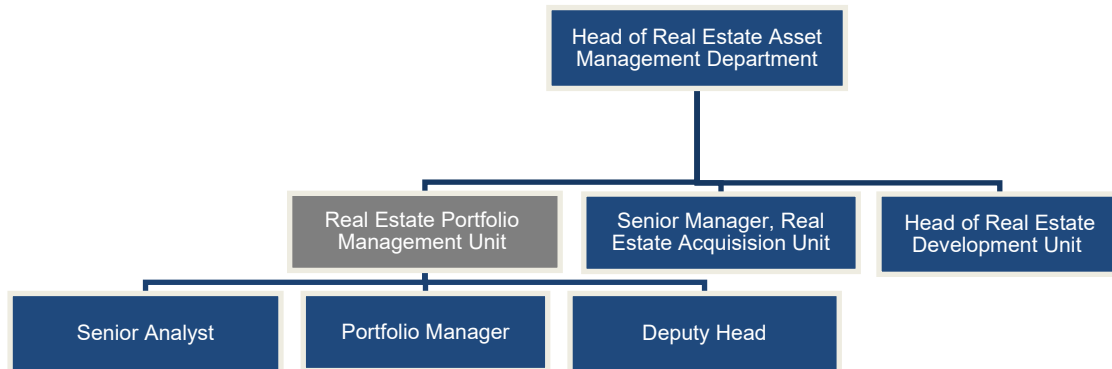 Head of Real Estate Asset
Management Department
Real Estate Portfolio
Management Unit
Senior Manager, Real
Estate Acquisision Unit
Head of Real Estate
Development Unit
Senior Analyst
Portfolio Manager
Deputy Head